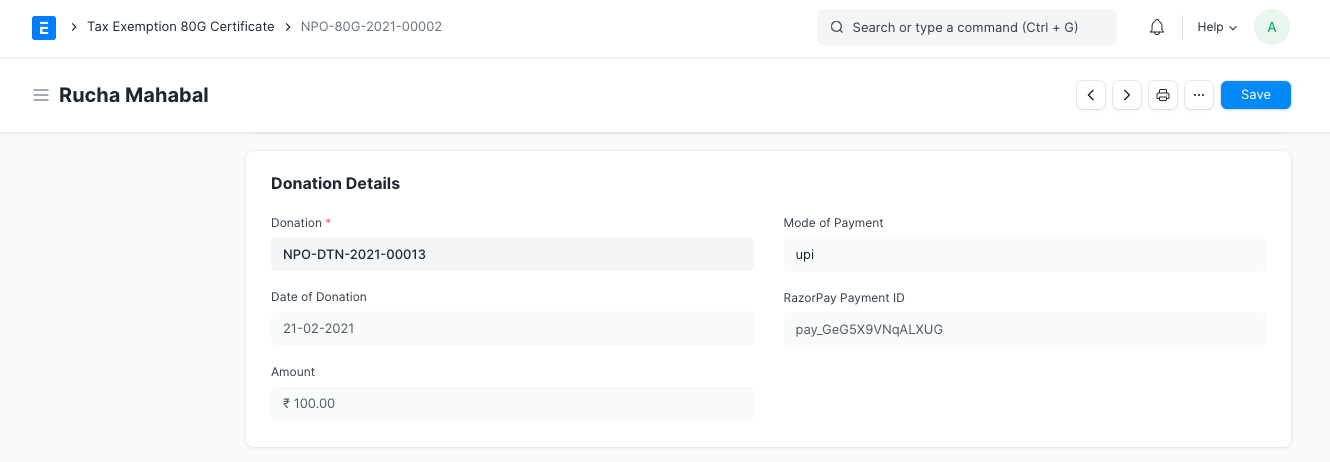 E Tax Exemption 80G Certificate NPO-80G-2021-00002 Search or type a command (Ctrl + G) Help A
Rucha Mahabal Save
Donation Details
Donation *
NPO-DTN-2021-00013
Mode of Payment
upi
Date of Donation
21-02-2021
RazorPay Payment ID
pay_GeG5X9VNqALXUG
Amount
₹ 100.00